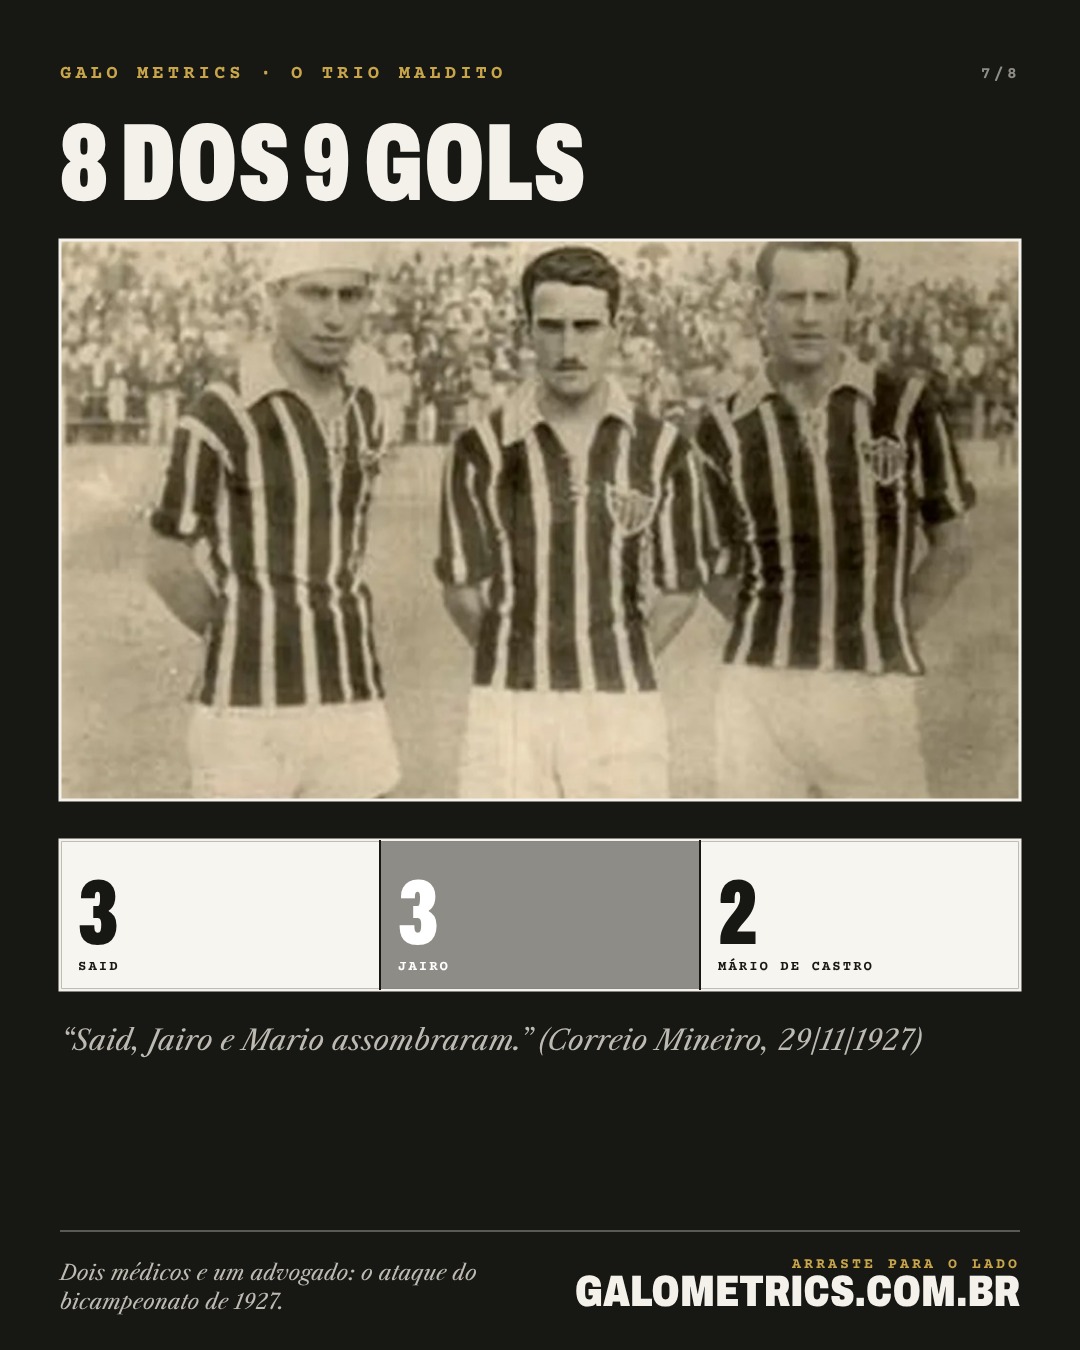 GALO METRICS · O TRIO MALDITO
7/8
8 DOS 9 GOLS
3
SAID
3
JAIRO
2
MÁRIO DE CASTRO
“Said, Jairo e Mario assombraram.” (Correio Mineiro, 29|11|1927)
Dois médicos e um advogado: o ataque do
bicampeonato de 1927.
ARRASTE PARA O LADO
GALOMETRICS.COM.BR